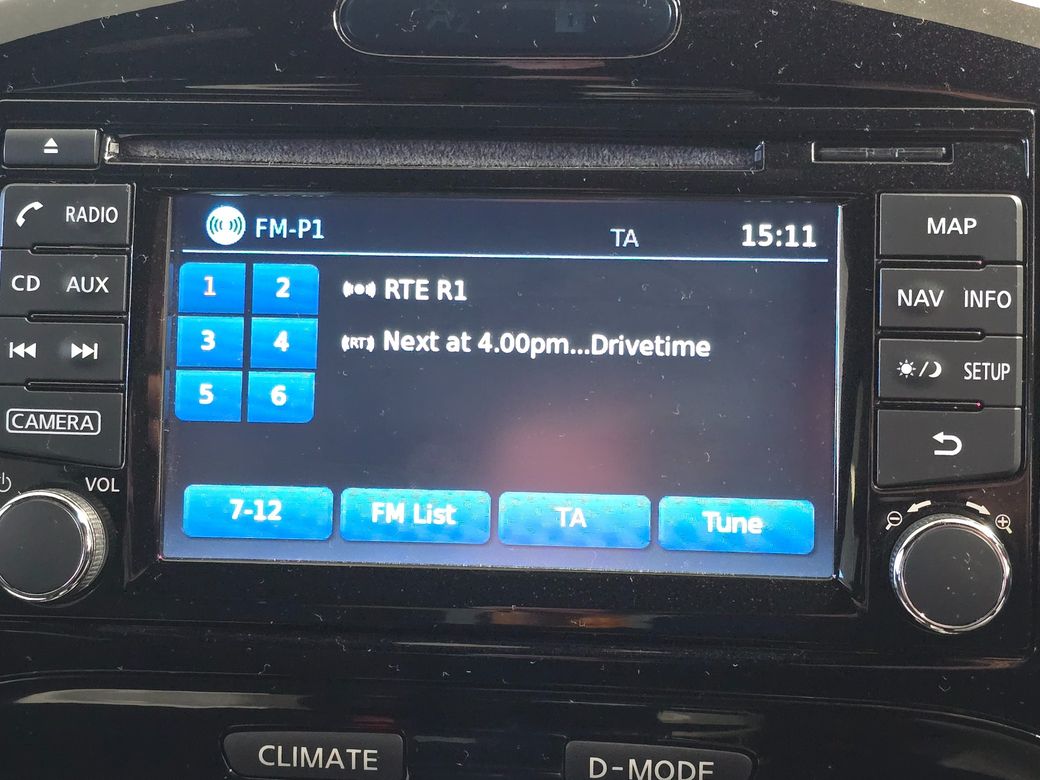 FM-P1 TA 15:11
RADIO
MAP
CD AUX
1 2 RTE R1
NAV INFO
3 4 (RT) Next at 4.00pm...Drivetime
SETUP
5 6
CAMERA
VOL
7-12 FM List TA Tune
CLIMATE D-MODE